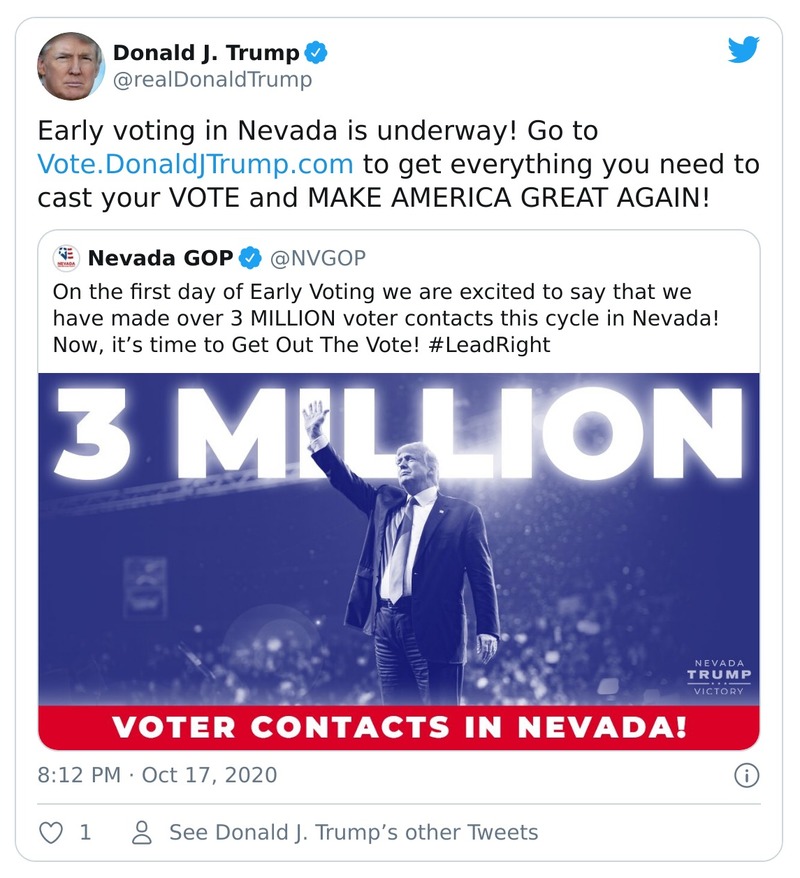 Donald J. Trump
@realDonaldTrump
Early voting in Nevada is underway! Go to
Vote.DonaldJTrump.com to get everything you need to
cast your VOTE and MAKE AMERICA GREAT AGAIN!
Nevada GOP @NVGOP
On the first day of Early Voting we are excited to say that we
have made over 3 MILLION voter contacts this cycle in Nevada!
Now, it’s time to Get Out The Vote! #LeadRight
3 MILLION
NEVADA
TRUMP
VICTORY
VOTER CONTACTS IN NEVADA!
8:12 PM · Oct 17, 2020
1
See Donald J. Trump’s other Tweets